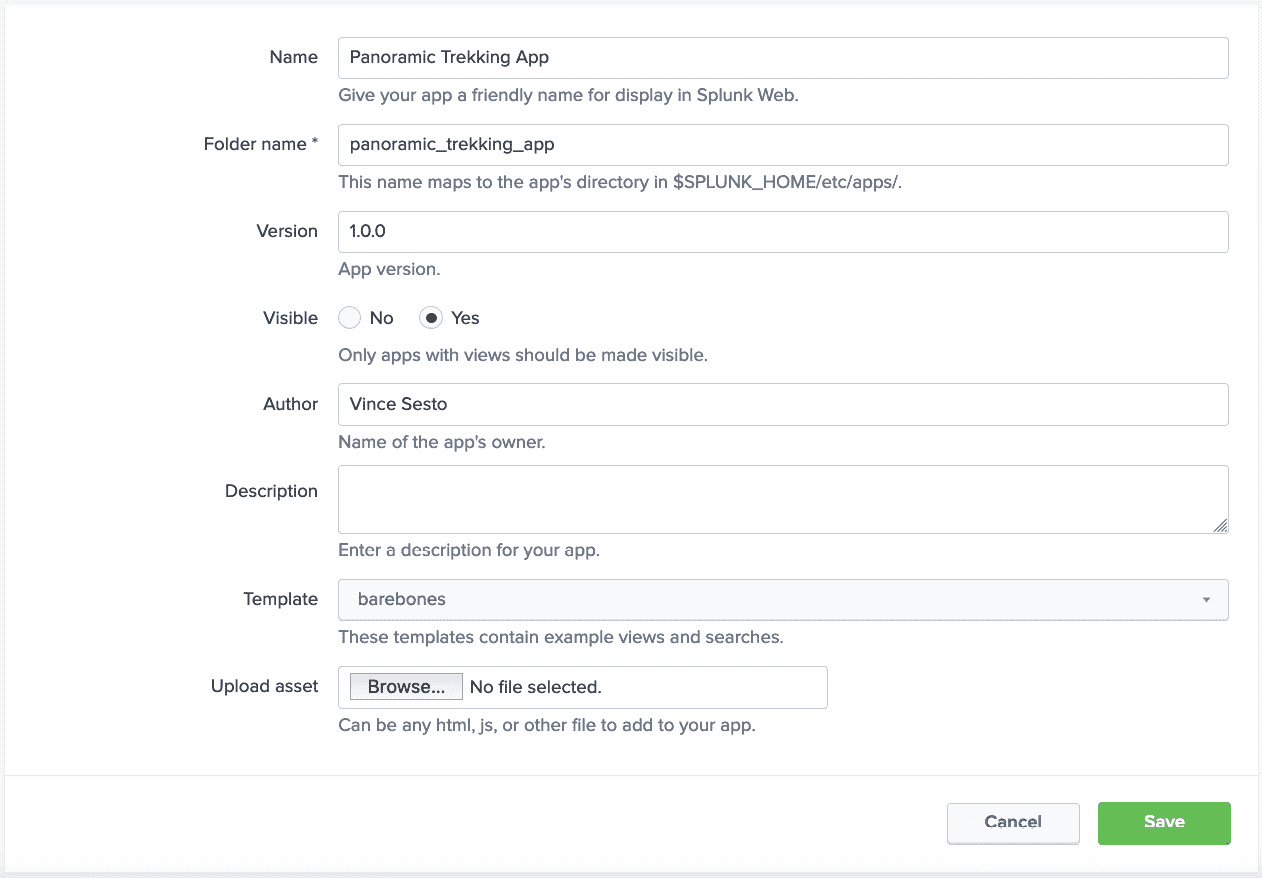 Name
Panoramic Trekking App
Give your app a friendly name for display in Splunk Web.
Folder name *
panoramic_trekking_app
This name maps to the app's directory in $SPLUNK_HOME/etc/apps/.
Version
1.0.0
App version.
Visible
No
Yes
Only apps with views should be made visible.
Author
Vince Sesto
Name of the app's owner.
Description
Enter a description for your app.
Template
barebones
These templates contain example views and searches.
Upload asset
Browse...
No file selected.
Can be any html, js, or other file to add to your app.
Cancel
Save